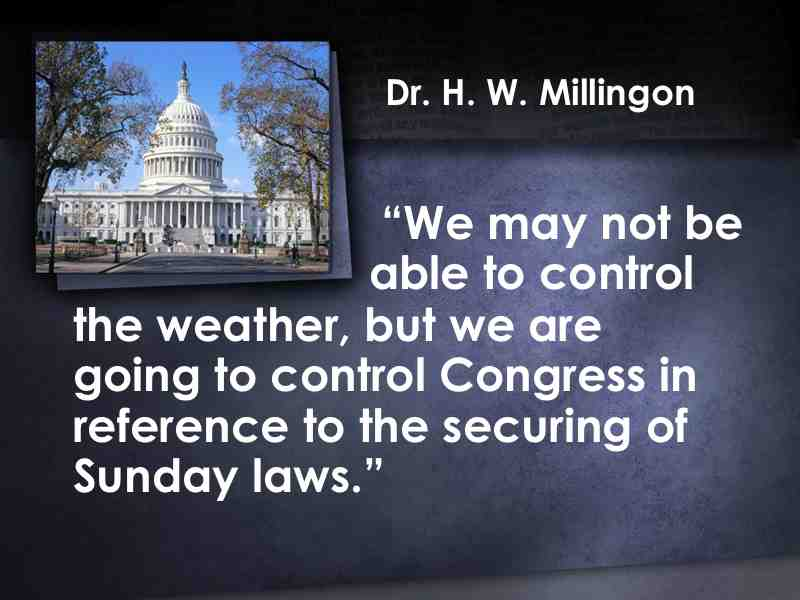 Dr. H. W. Millingon
“We may not be
able to control
the weather, but we are
going to control Congress in
reference to the securing of
Sunday laws.”